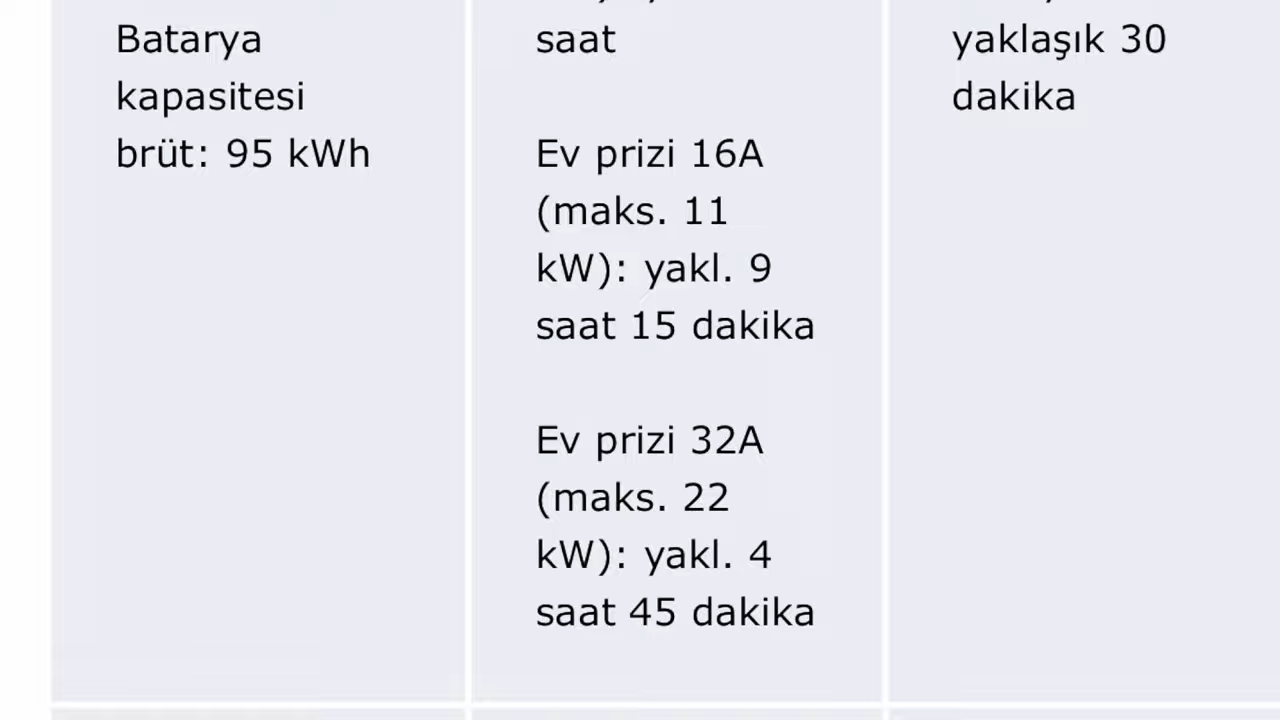 Batarya
kapasitesi
brüt: 95 kWh
saat
Ev prizi 16A
(maks. 11
kW): yakl. 9
saat 15 dakika
Ev prizi 32A
(maks. 22
kW): yakl. 4
saat 45 dakika
yaklaşık 30
dakika